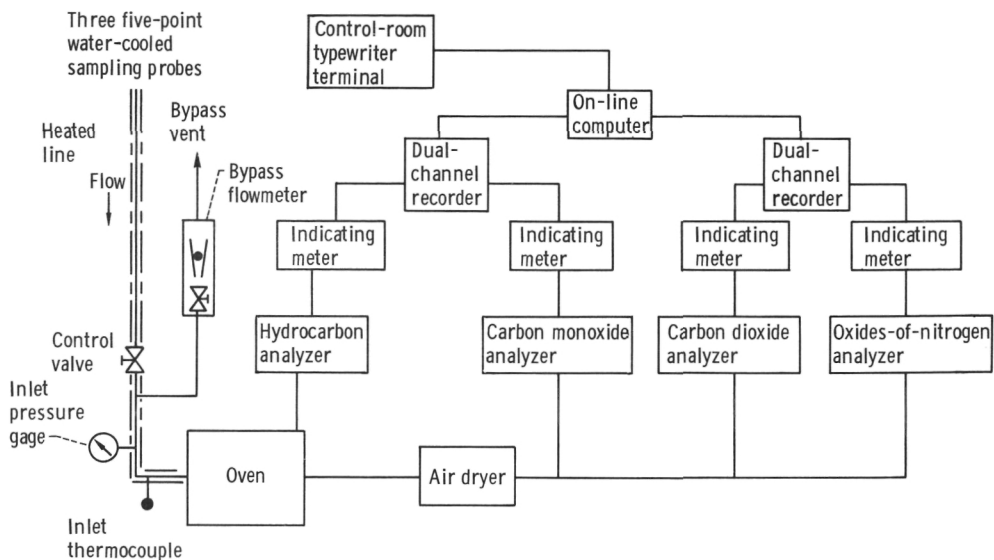 Three five-point
water-cooled
sampling probes
Control-room
typewriter
terminal
On-line
computer
Bypass
vent
Heated
line
Flow
Bypass
flowmeter
Dual-
channel
recorder
Dual-
channel
recorder
Indicating
meter
Indicating
meter
Indicating
meter
Indicating
meter
Control
valve
Hydrocarbon
analyzer
Carbon monoxide
analyzer
Carbon dioxide
analyzer
Oxides-of-nitrogen
analyzer
Inlet
pressure
gage
Oven
Air dryer
Inlet
thermocouple